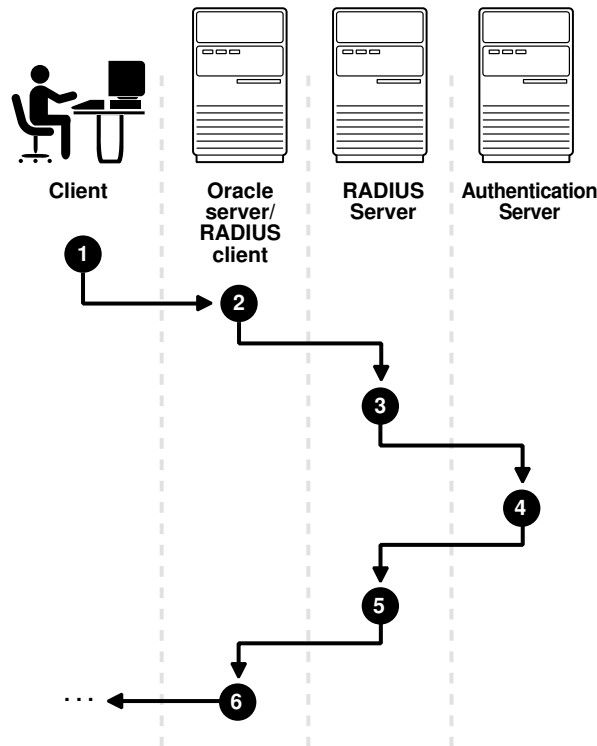 Client
Oracle
server/
RADIUS
client
RADIUS
Server
Authentication
Server
1
2
3
4
5
6
...